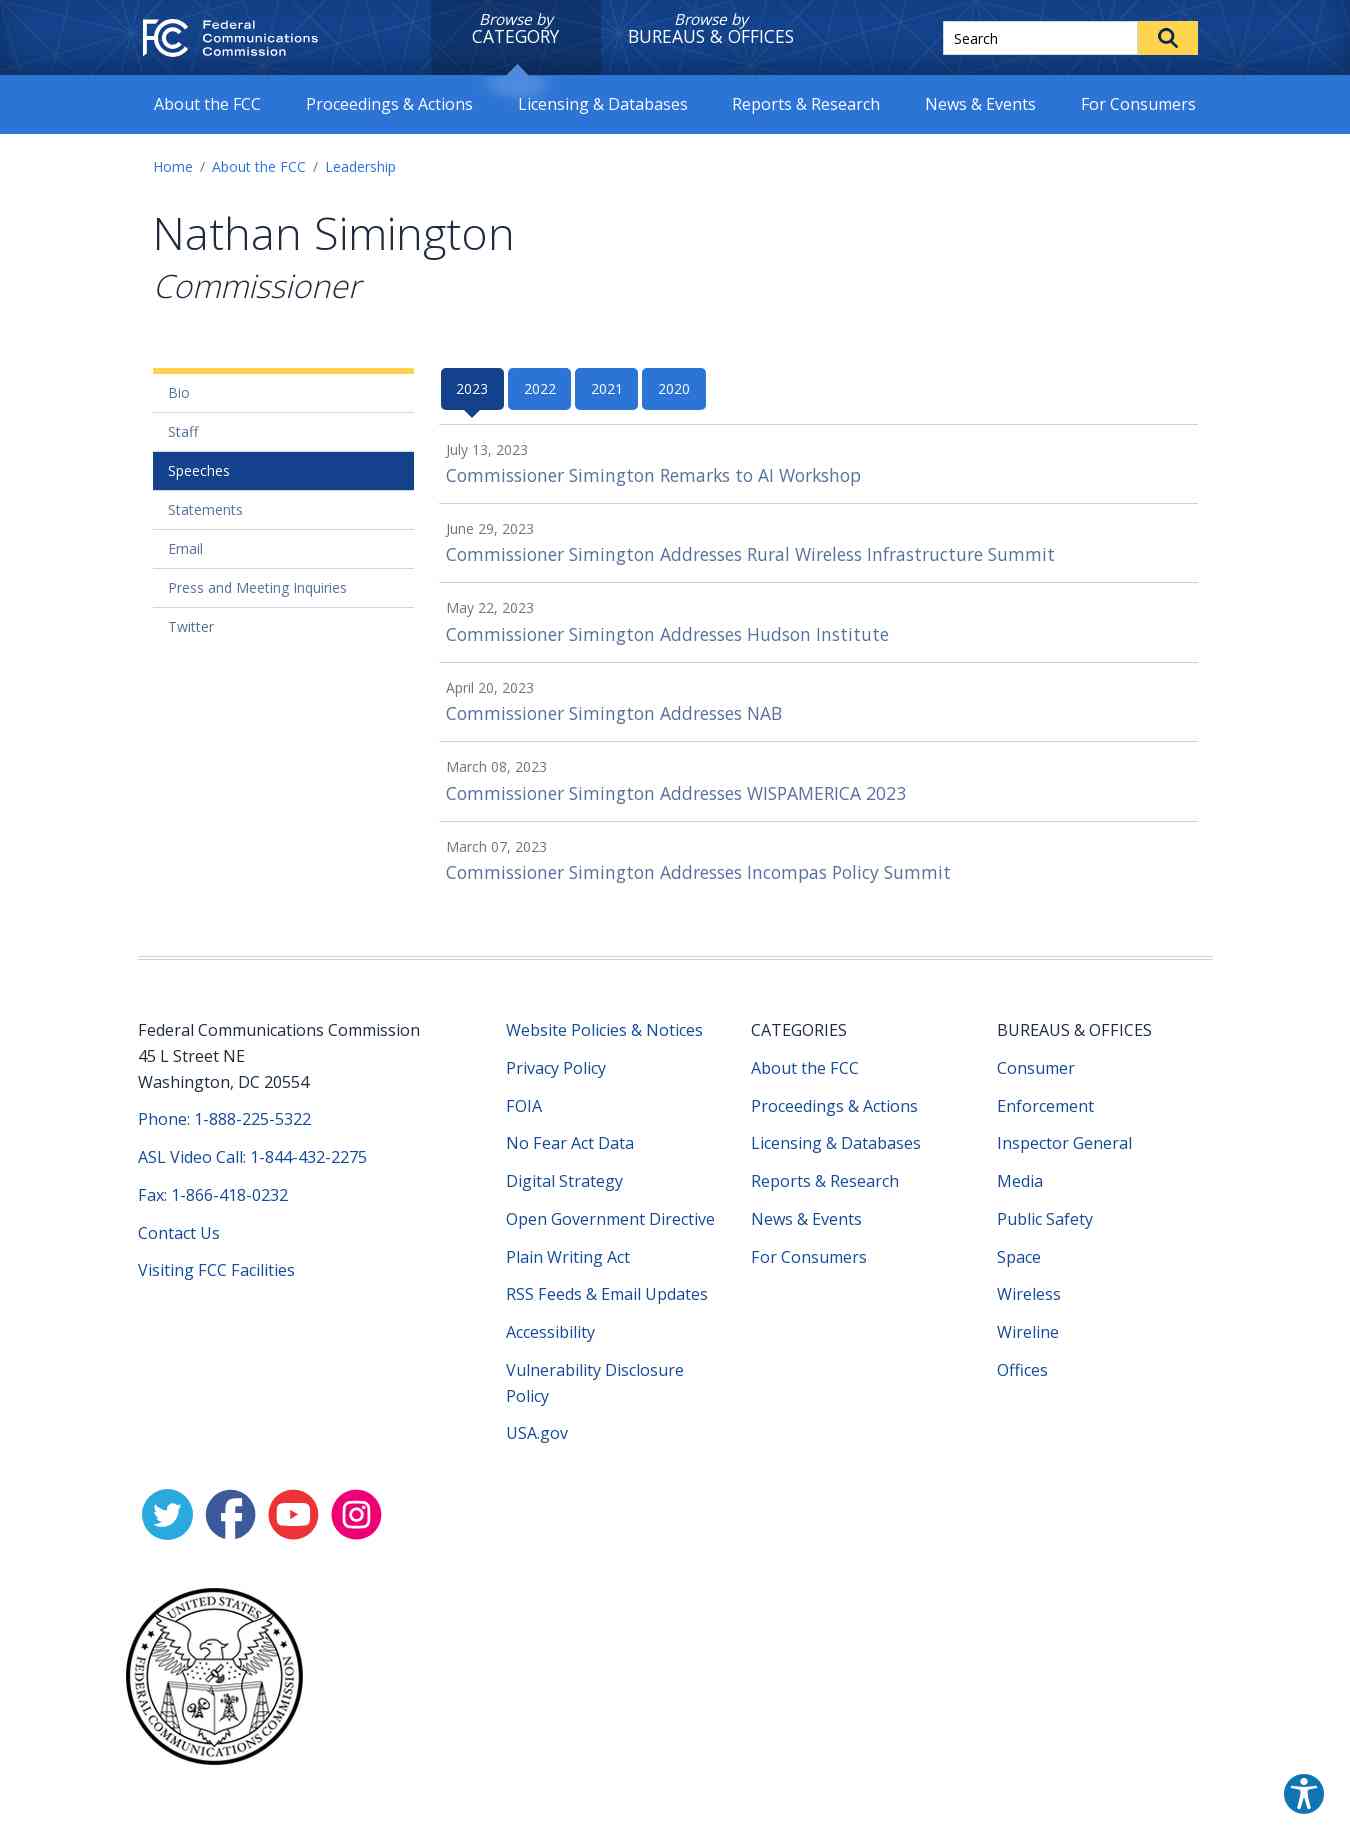 Federal
Communications
Commission
Browse by
CATEGORY
Browse by
BUREAUS & OFFICES
Search
About the FCC
Proceedings & Actions
Licensing & Databases
Reports & Research
News & Events
For Consumers
Home / About the FCC / Leadership
Nathan Simington
Commissioner
Bio
Staff
Speeches
Statements
Email
Press and Meeting Inquiries
Twitter
2023
2022
2021
2020
July 13, 2023
Commissioner Simington Remarks to AI Workshop
June 29, 2023
Commissioner Simington Addresses Rural Wireless Infrastructure Summit
May 22, 2023
Commissioner Simington Addresses Hudson Institute
April 20, 2023
Commissioner Simington Addresses NAB
March 08, 2023
Commissioner Simington Addresses WISPAMERICA 2023
March 07, 2023
Commissioner Simington Addresses Incompas Policy Summit
Federal Communications Commission
45 L Street NE
Washington, DC 20554
Phone: 1-888-225-5322
ASL Video Call: 1-844-432-2275
Fax: 1-866-418-0232
Contact Us
Visiting FCC Facilities
Website Policies & Notices
Privacy Policy
FOIA
No Fear Act Data
Digital Strategy
Open Government Directive
Plain Writing Act
RSS Feeds & Email Updates
Accessibility
Vulnerability Disclosure
Policy
USA.gov
CATEGORIES
About the FCC
Proceedings & Actions
Licensing & Databases
Reports & Research
News & Events
For Consumers
BUREAUS & OFFICES
Consumer
Enforcement
Inspector General
Media
Public Safety
Space
Wireless
Wireline
Offices
UNITED STATES
FEDERAL COMMUNICATIONS COMMISSION